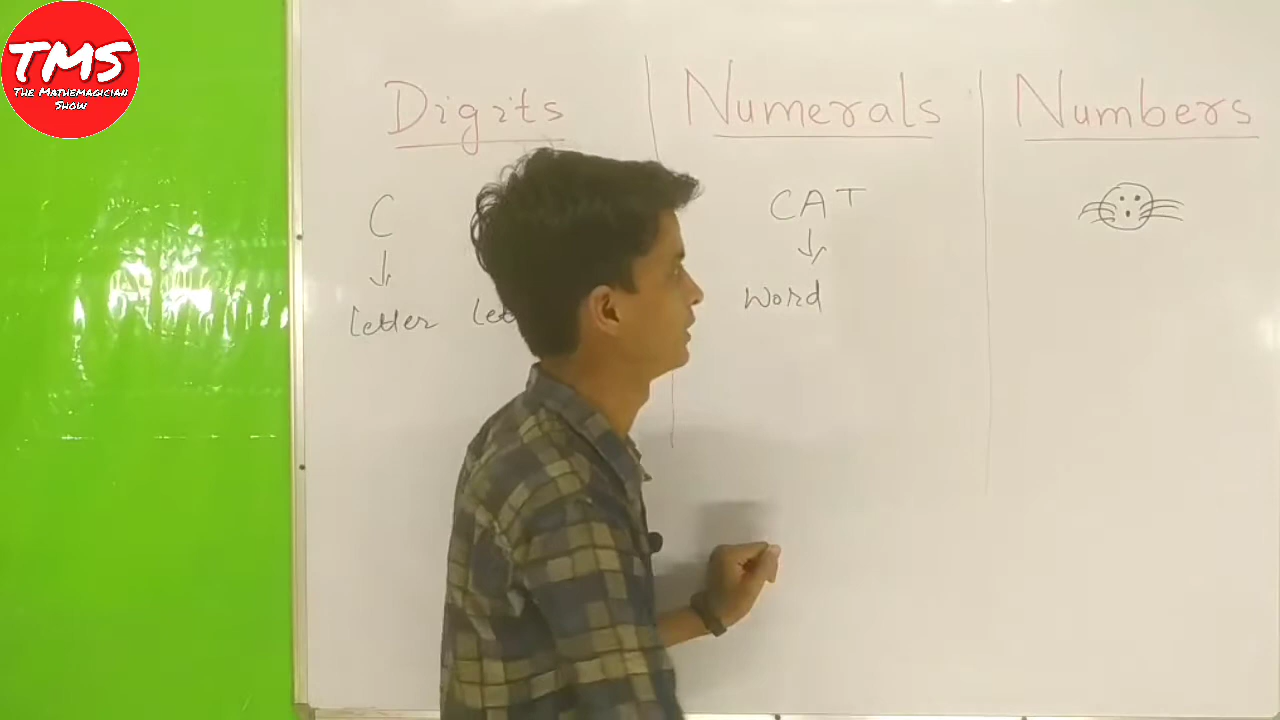 TMS
The Mathemagician
Show
Digits
Numerals
Numbers
C
CAT
letter
Word